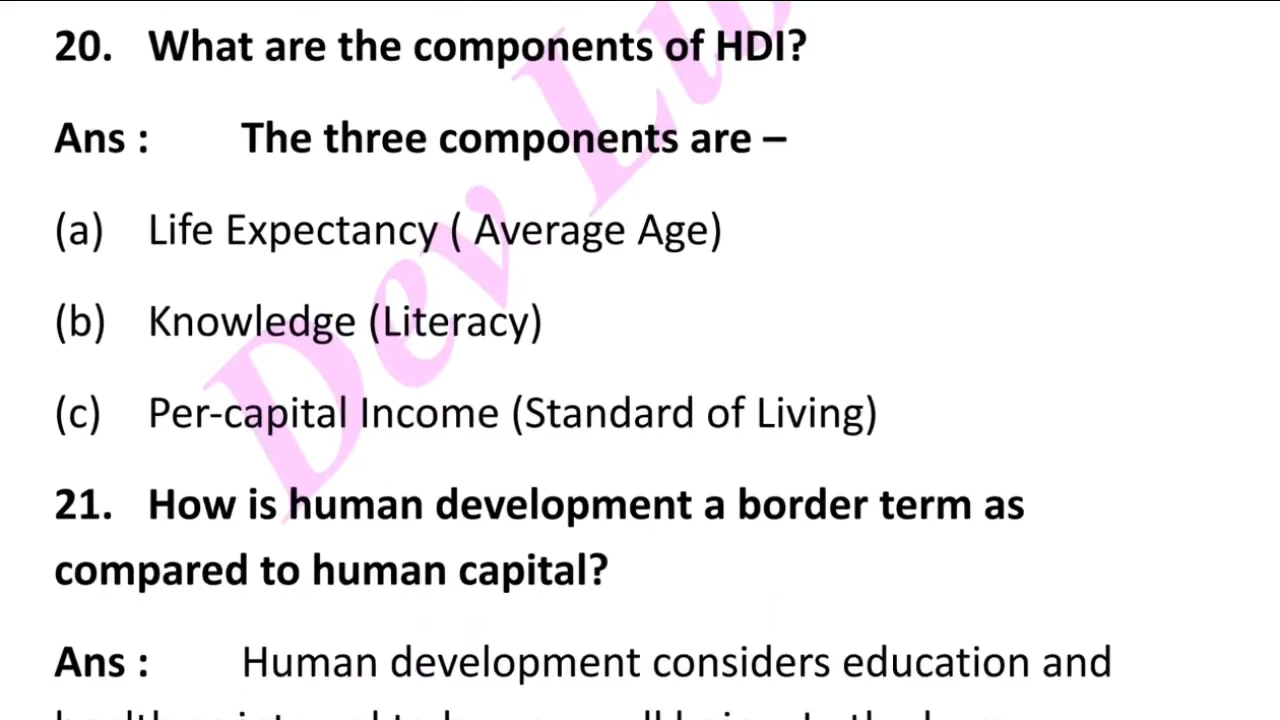 20. What are the components of HDI?
Ans : The three components are –
(a) Life Expectancy ( Average Age)
(b) Knowledge (Literacy)
(c) Per-capital Income (Standard of Living)
21. How is human development a border term as
compared to human capital?
Ans : Human development considers education and
Dev